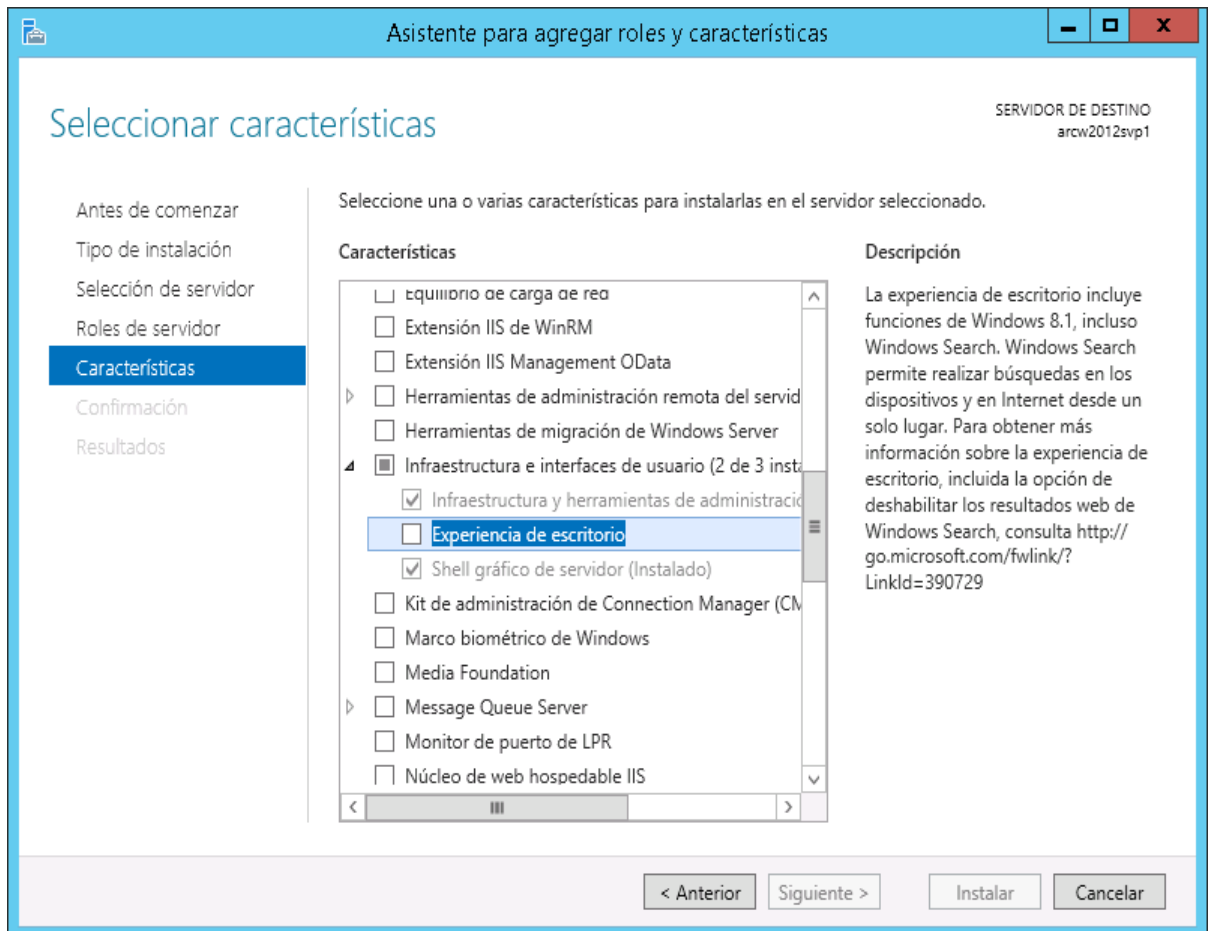 Asistente para agregar roles y características
Seleccionar características
SERVIDOR DE DESTINO
arcw2012svp1
Antes de comenzar
Tipo de instalación
Selección de servidor
Roles de servidor
Características
Confirmación
Resultados
Seleccione una o varias características para instalarlas en el servidor seleccionado.
Características
Equilibrio de carga de red
Extensión IIS de WinRM
Extensión IIS Management OData
Herramientas de administración remota del servid
Herramientas de migración de Windows Server
Infraestructura e interfaces de usuario (2 de 3 insta
Infraestructura y herramientas de administració
Experiencia de escritorio
Shell gráfico de servidor (Instalado)
Kit de administración de Connection Manager (CM
Marco biométrico de Windows
Media Foundation
Message Queue Server
Monitor de puerto de LPR
Núcleo de web hospedable IIS
Descripción
La experiencia de escritorio incluye
funciones de Windows 8.1, incluso
Windows Search. Windows Search
permite realizar búsquedas en los
dispositivos y en Internet desde un
solo lugar. Para obtener más
información sobre la experiencia de
escritorio, incluida la opción de
deshabilitar los resultados web de
Windows Search, consulta http://
go.microsoft.com/fwlink/?
LinkId=390729
< Anterior
Siguiente >
Instalar
Cancelar